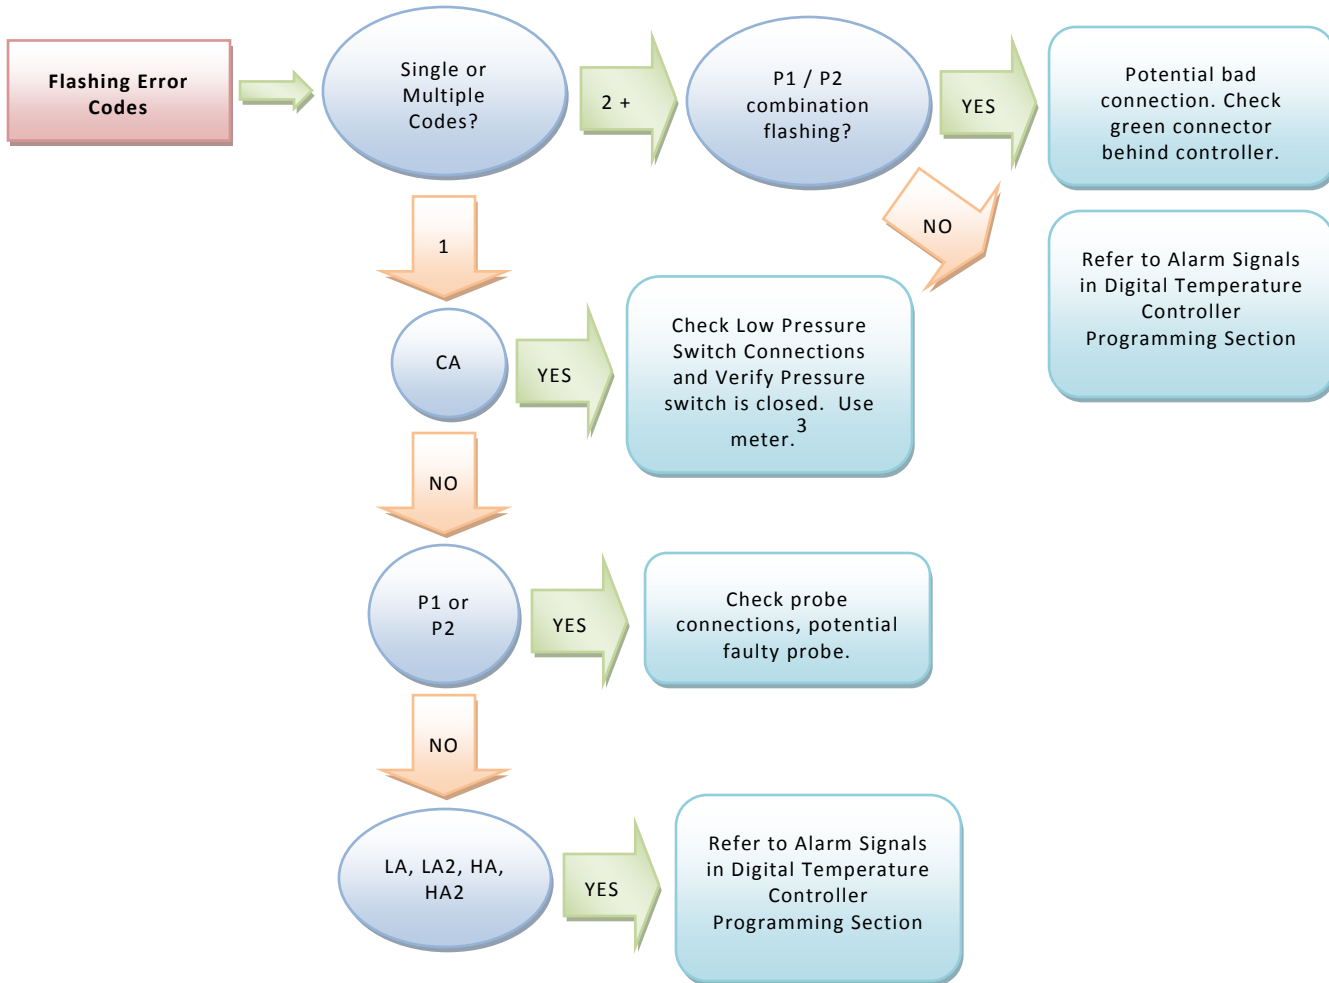 Flashing Error
Codes
Single or
Multiple
Codes?
2 +
P1 / P2
combination
flashing?
YES
Potential bad
connection. Check
green connector
behind controller.
NO
Refer to Alarm Signals
in Digital Temperature
Controller
Programming Section
1
CA
YES
Check Low Pressure
Switch Connections
and Verify Pressure
switch is closed. Use
meter.3
NO
P1 or
P2
YES
Check probe
connections, potential
faulty probe.
NO
LA, LA2, HA,
HA2
YES
Refer to Alarm Signals
in Digital Temperature
Controller
Programming Section